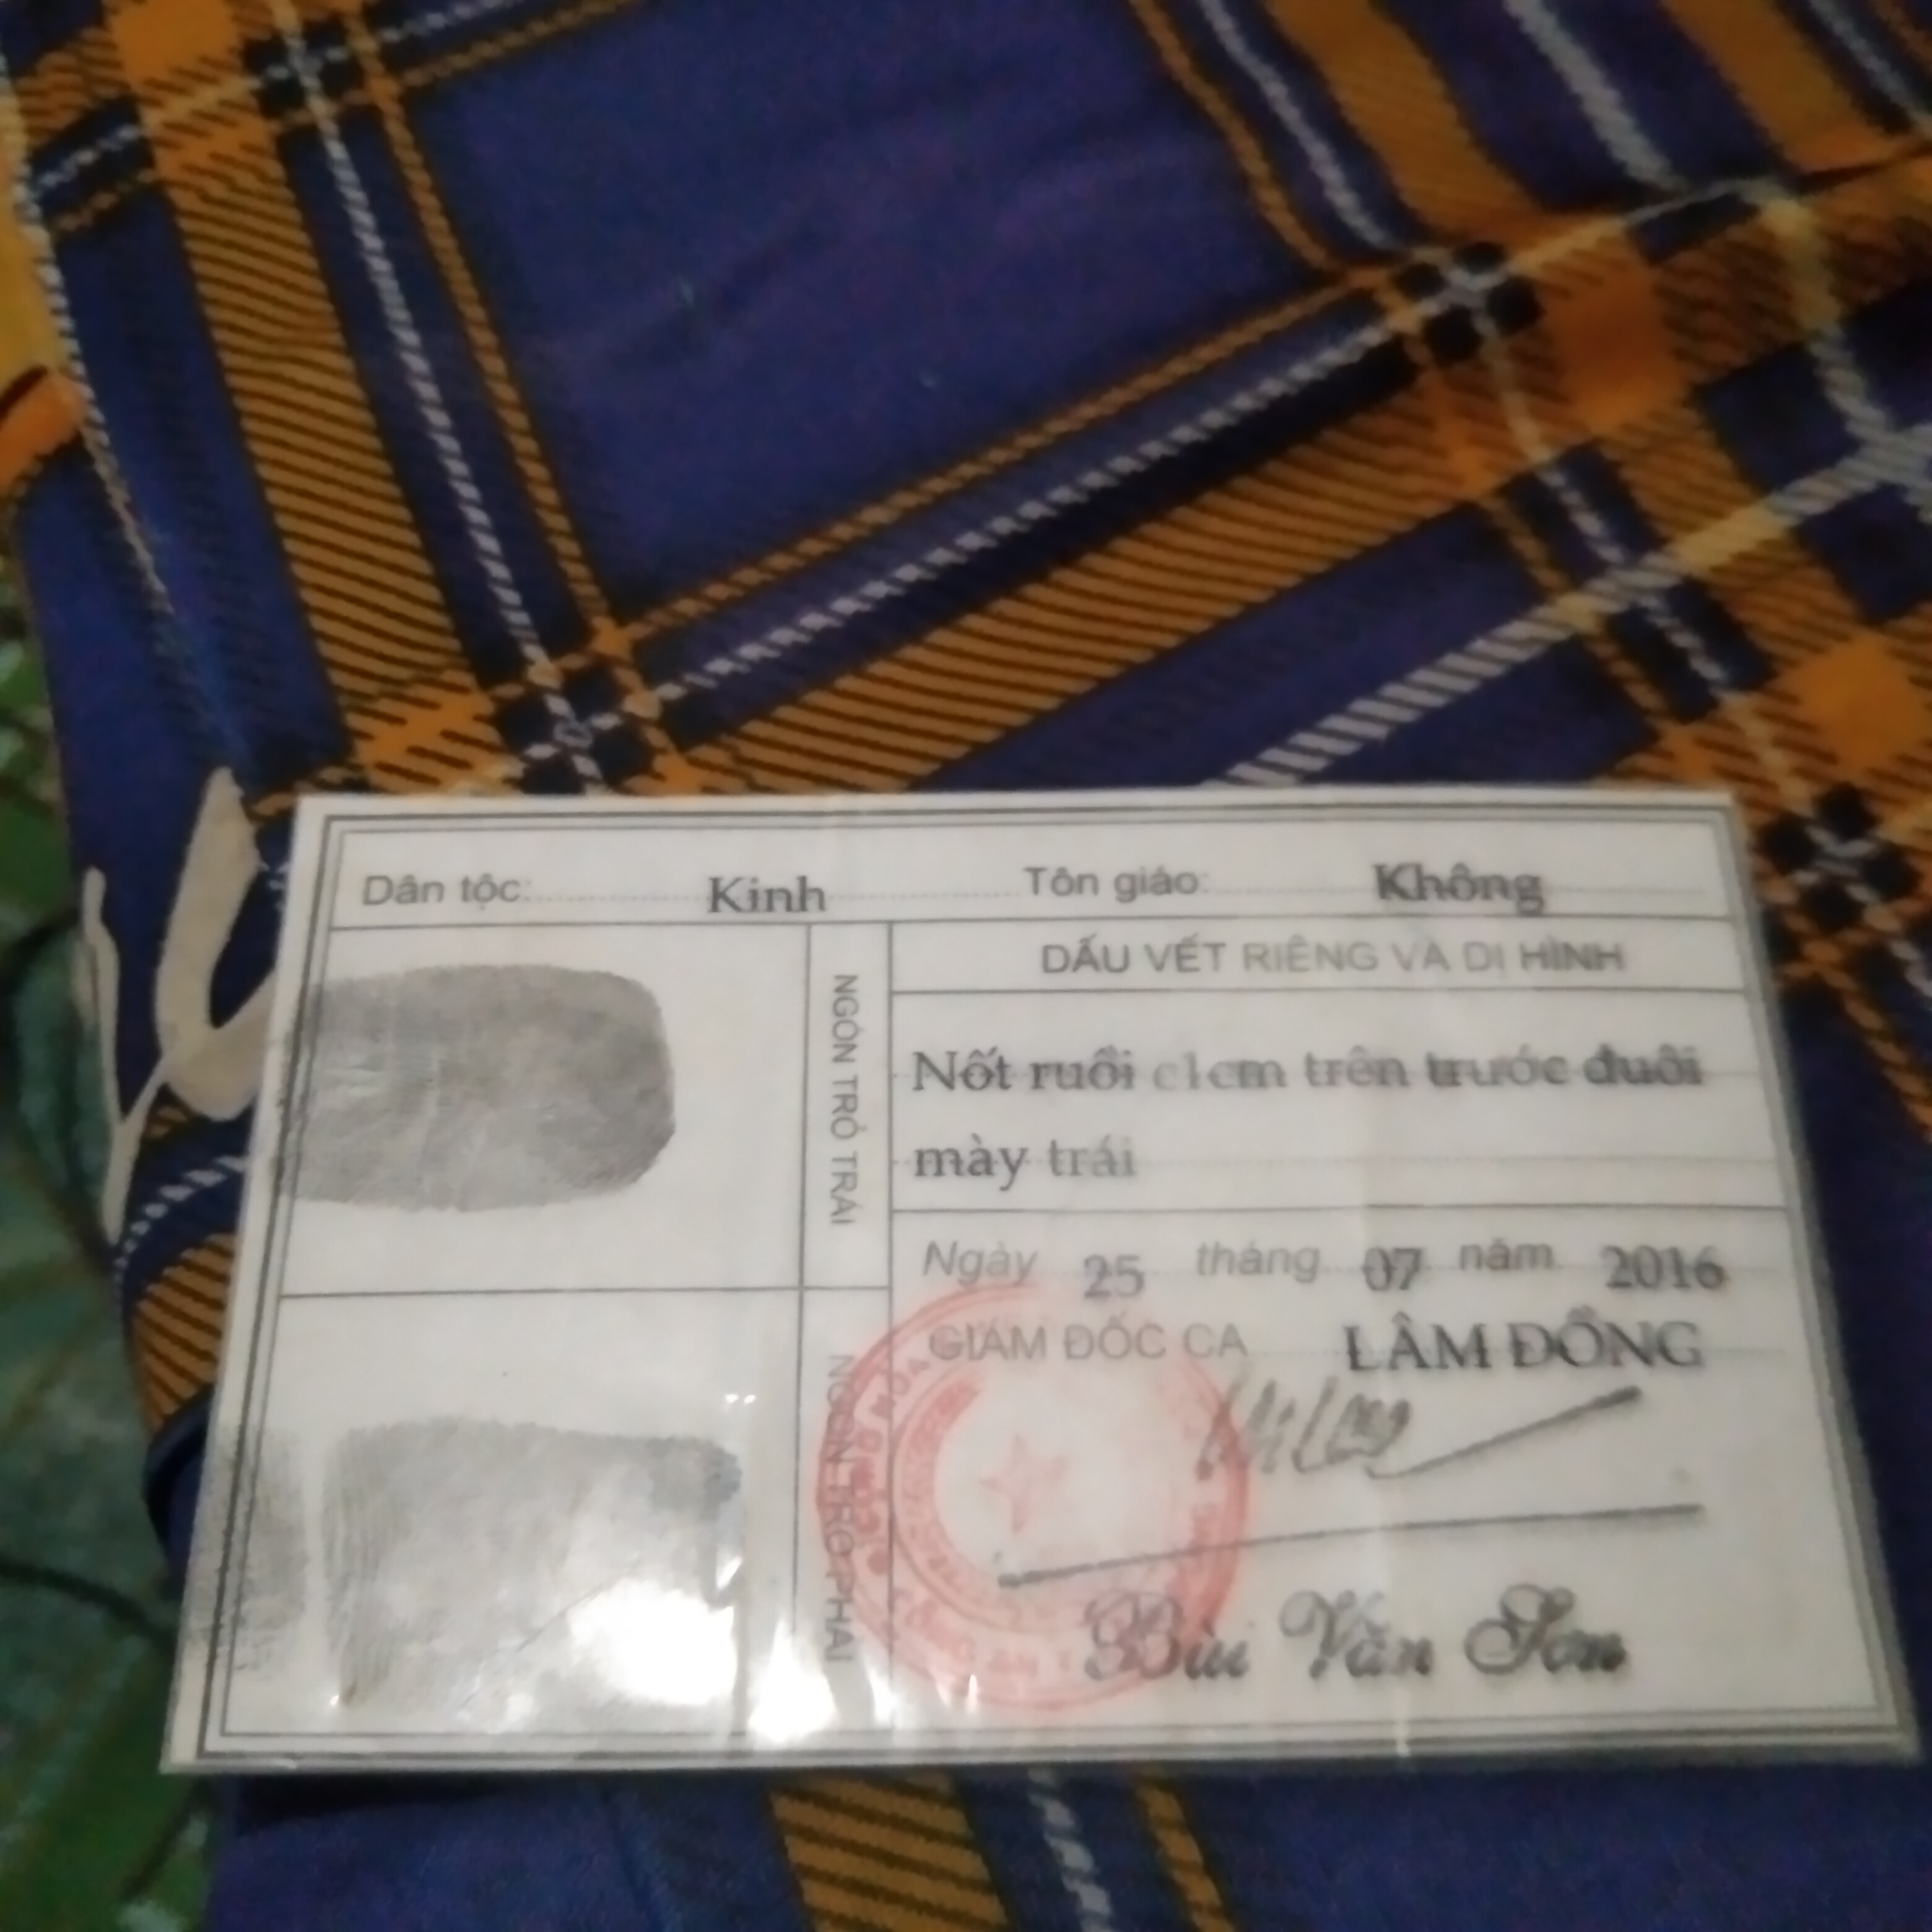 Dân tộc: Kinh Tôn giáo: Không
NGÓN TRỎ TRÁI
DẤU VẾT RIÊNG VÀ DỊ HÌNH
Nốt ruồi c1cm trên trước đuôi
mày trái
Ngày 25 tháng 07 năm 2016
GIÁM ĐỐC CA LÂM ĐỒNG
NGÓN TRỎ PHẢI
Bùi Văn Sơn